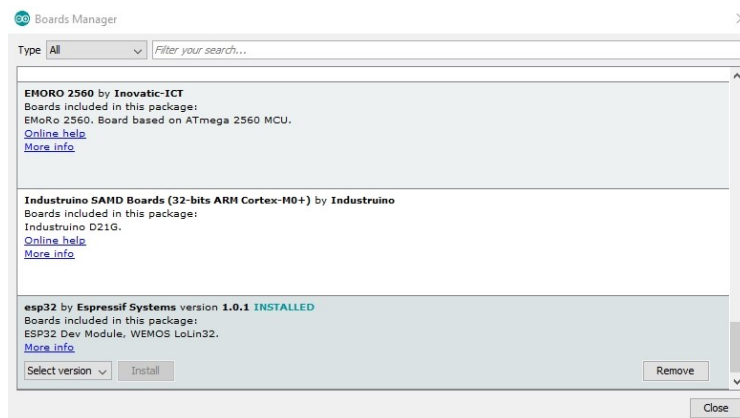 Boards Manager
Type All Filter your search...
EMORO 2560 by Inovatic-ICT
Boards included in this package:
EMoRo 2560. Board based on ATmega 2560 MCU.
Online help
More info
Industruino SAMD Boards (32-bits ARM Cortex-M0+) by Industruino
Boards included in this package:
Industruino D21G.
Online help
More info
esp32 by Espressif Systems version 1.0.1 INSTALLED
Boards included in this package:
ESP32 Dev Module, WEMOS LoLin32.
More info
Select version Install Remove
Close